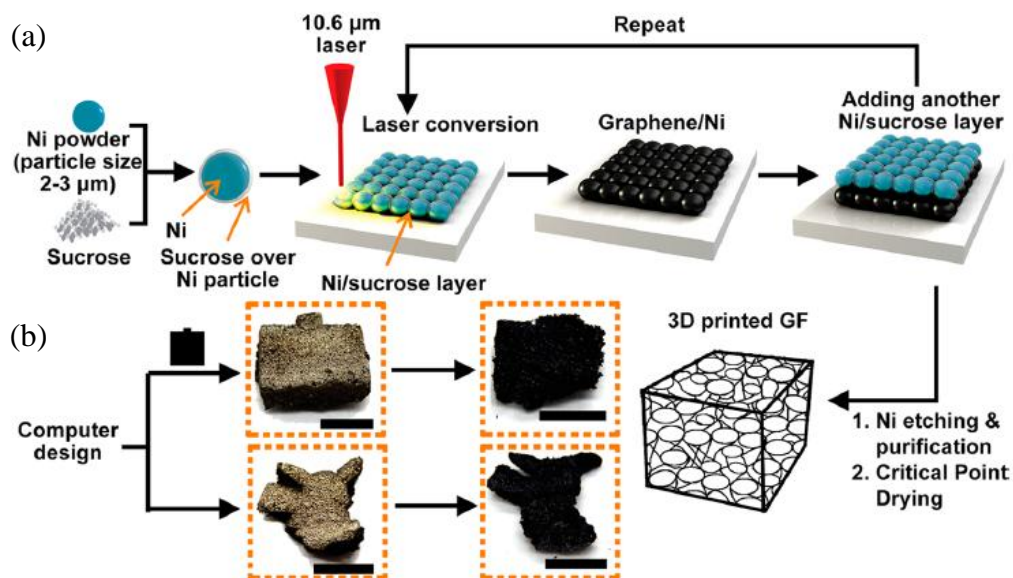 (a)
10.6 µm
laser
Repeat
Ni powder
(particle size
2-3 µm)
Sucrose
Ni
Sucrose over
Ni particle
Laser conversion
Ni/sucrose layer
Graphene/Ni
Adding another
Ni/sucrose layer
(b)
Computer
design
3D printed GF
1. Ni etching &
purification
2. Critical Point
Drying